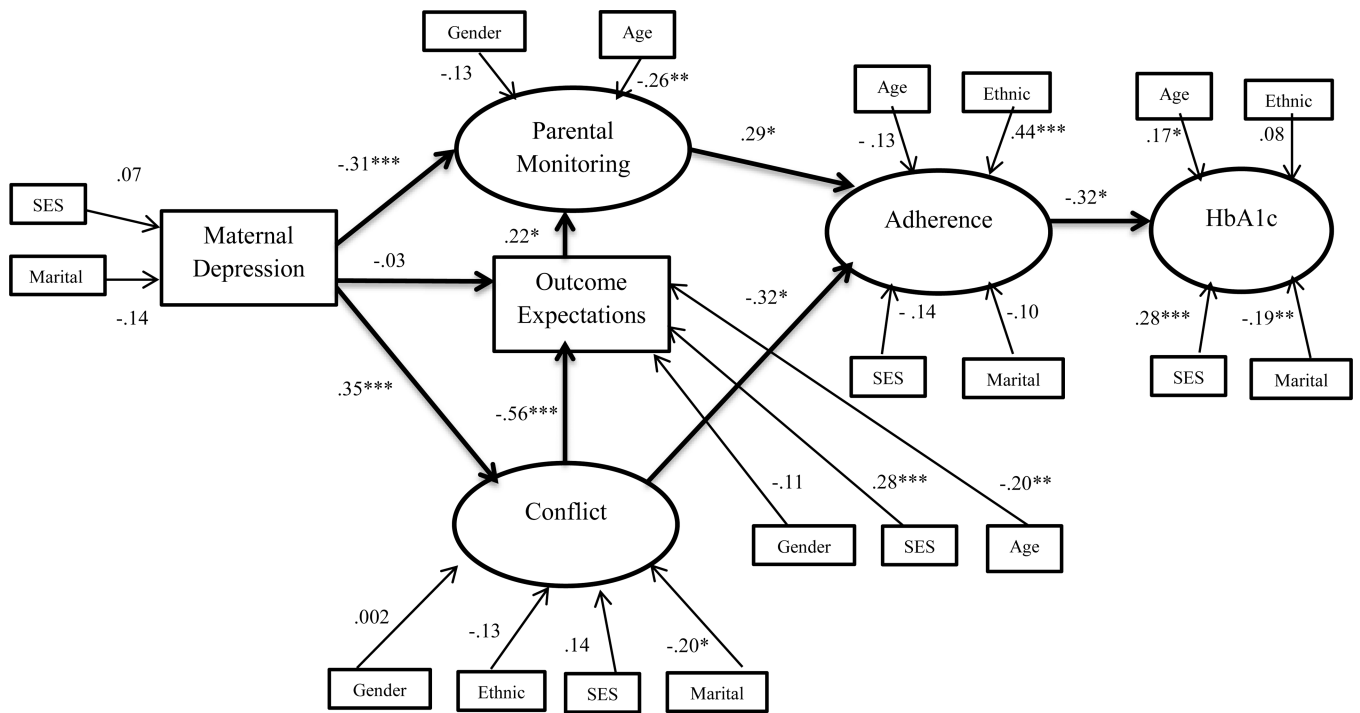 Gender
Age
-.13
-.26**
Parental
Monitoring
-.31***
.29*
Age
Ethnic
- .13
.44***
Age
Ethnic
.17*
.08
.07
SES
Marital
-.14
Maternal
Depression
-.03
.22*
Outcome
Expectations
Adherence
-.32*
HbA1c
-.32*
- .14
-.10
SES
Marital
.28***
-.19**
SES
Marital
.35***
-.56***
Conflict
-.11
.28***
-.20**
Gender
SES
Age
.002
-.13
.14
-.20*
Gender
Ethnic
SES
Marital